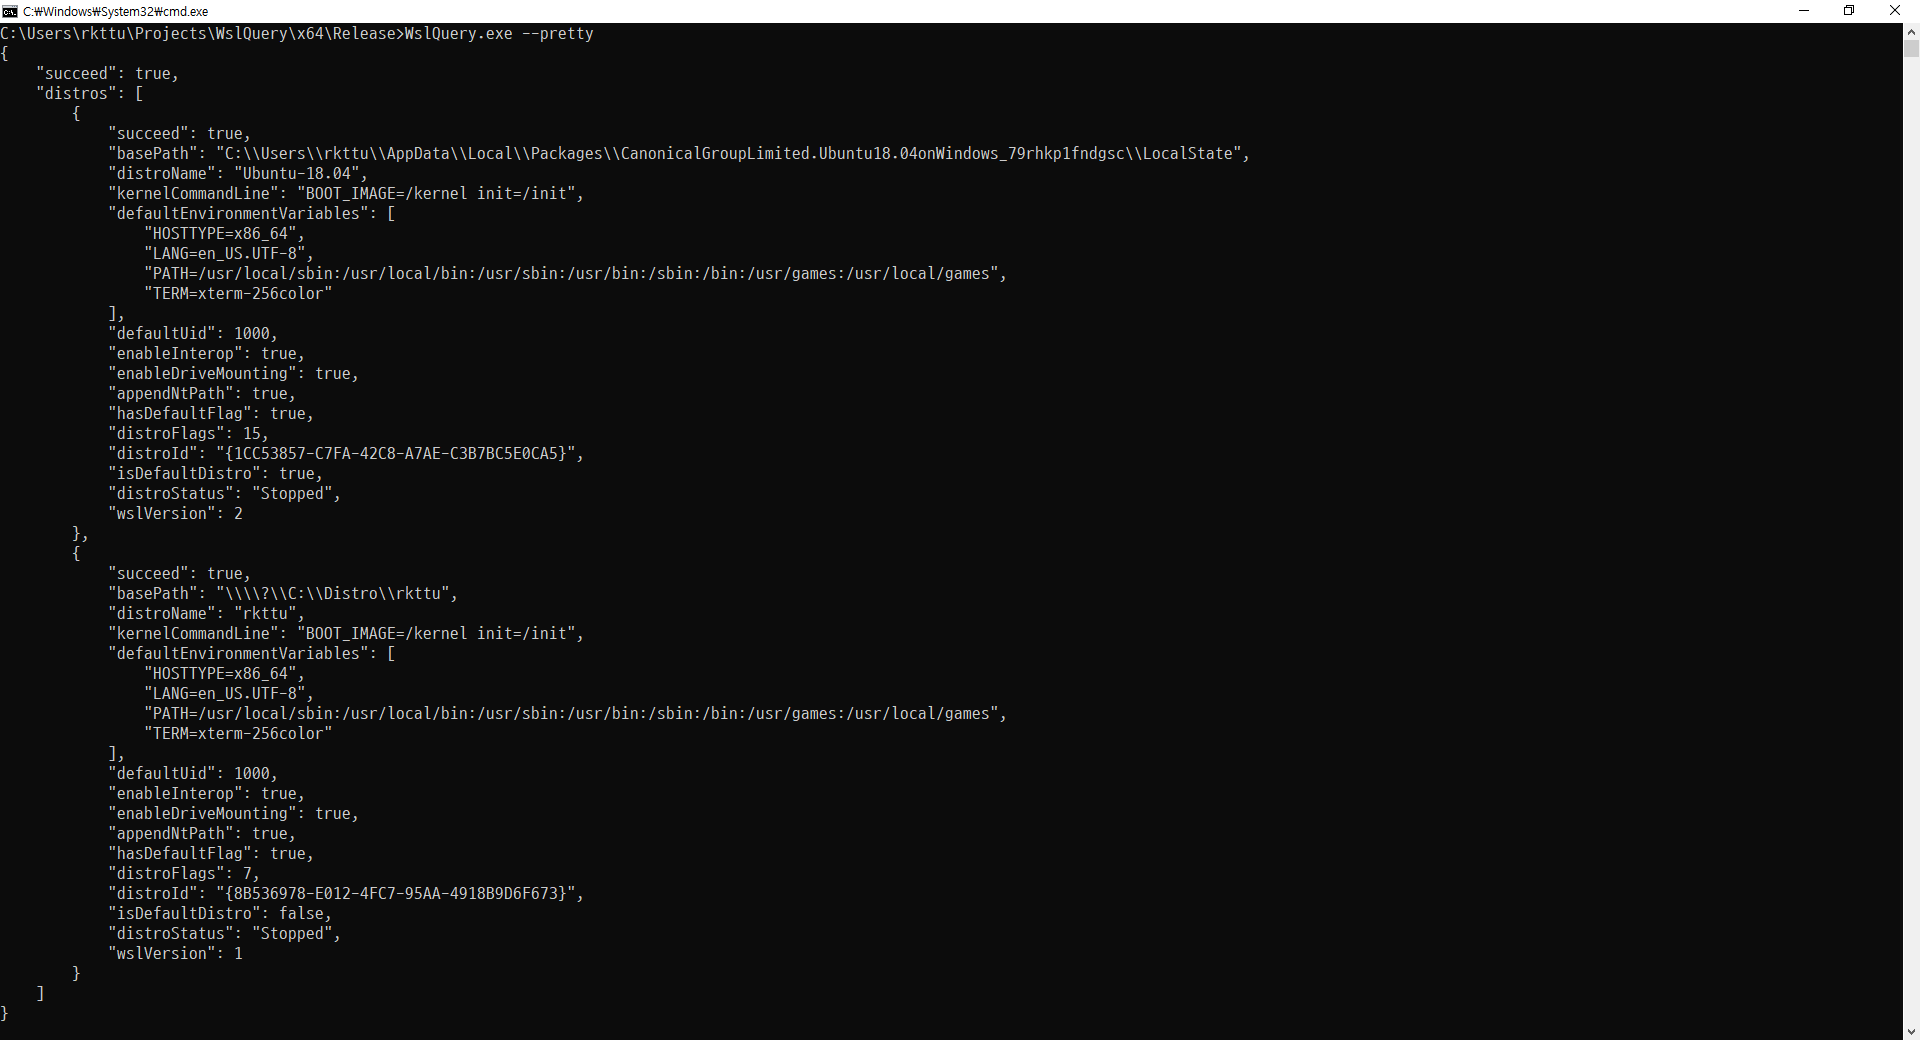 C:₩Windows₩System32₩cmd.exe
C:\Users\rkttu\Projects\WslQuery\x64\Release>WslQuery.exe --pretty
{
    "succeed": true,
    "distros": [
        {
            "succeed": true,
            "basePath": "C:\\Users\\rkttu\\AppData\\Local\\Packages\\CanonicalGroupLimited.Ubuntu18.04onWindows_79rhkp1fndgsc\\LocalState",
            "distroName": "Ubuntu-18.04",
            "kernelCommandLine": "BOOT_IMAGE=/kernel init=/init",
            "defaultEnvironmentVariables": [
                "HOSTTYPE=x86_64",
                "LANG=en_US.UTF-8",
                "PATH=/usr/local/sbin:/usr/local/bin:/usr/sbin:/usr/bin:/sbin:/bin:/usr/games:/usr/local/games",
                "TERM=xterm-256color"
            ],
            "defaultUid": 1000,
            "enableInterop": true,
            "enableDriveMounting": true,
            "appendNtPath": true,
            "hasDefaultFlag": true,
            "distroFlags": 15,
            "distroId": "{1CC53857-C7FA-42C8-A7AE-C3B7BC5E0CA5}",
            "isDefaultDistro": true,
            "distroStatus": "Stopped",
            "wslVersion": 2
        },
        {
            "succeed": true,
            "basePath": "\\\\?\\C:\\Distro\\rkttu",
            "distroName": "rkttu",
            "kernelCommandLine": "BOOT_IMAGE=/kernel init=/init",
            "defaultEnvironmentVariables": [
                "HOSTTYPE=x86_64",
                "LANG=en_US.UTF-8",
                "PATH=/usr/local/sbin:/usr/local/bin:/usr/sbin:/usr/bin:/sbin:/bin:/usr/games:/usr/local/games",
                "TERM=xterm-256color"
            ],
            "defaultUid": 1000,
            "enableInterop": true,
            "enableDriveMounting": true,
            "appendNtPath": true,
            "hasDefaultFlag": true,
            "distroFlags": 7,
            "distroId": "{8B536978-E012-4FC7-95AA-4918B9D6F673}",
            "isDefaultDistro": false,
            "distroStatus": "Stopped",
            "wslVersion": 1
        }
    ]
}